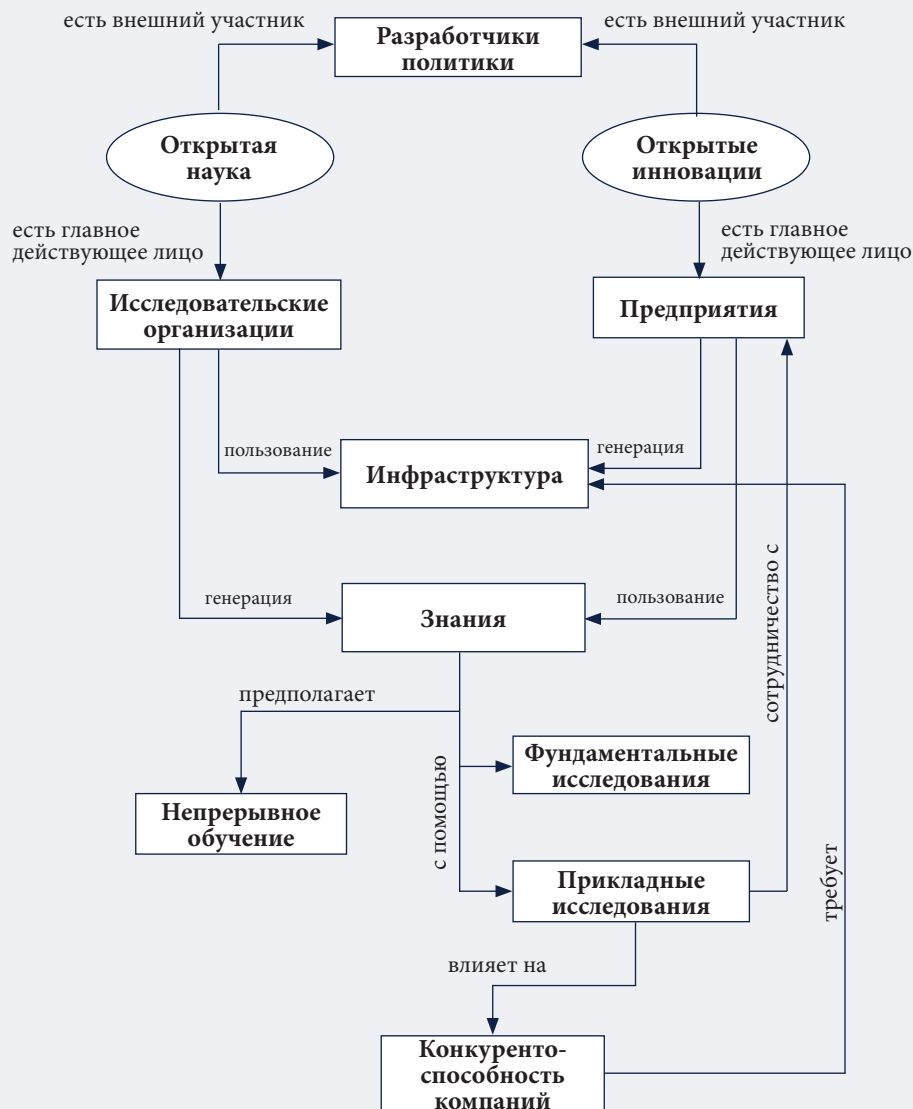 есть внешний участник
есть внешний участник
Разработчики
политики
Открытая
наука
Открытые
инновации
есть главное
действующее лицо
есть главное
действующее лицо
Исследовательские
организации
Предприятия
пользование
генерация
Инфраструктура
генерация
пользование
Знания
сотрудничество с
предполагает
с помощью
Фундаментальные
исследования
Непрерывное
обучение
Прикладные
исследования
требует
влияет на
Конкуренто-
способность
компаний